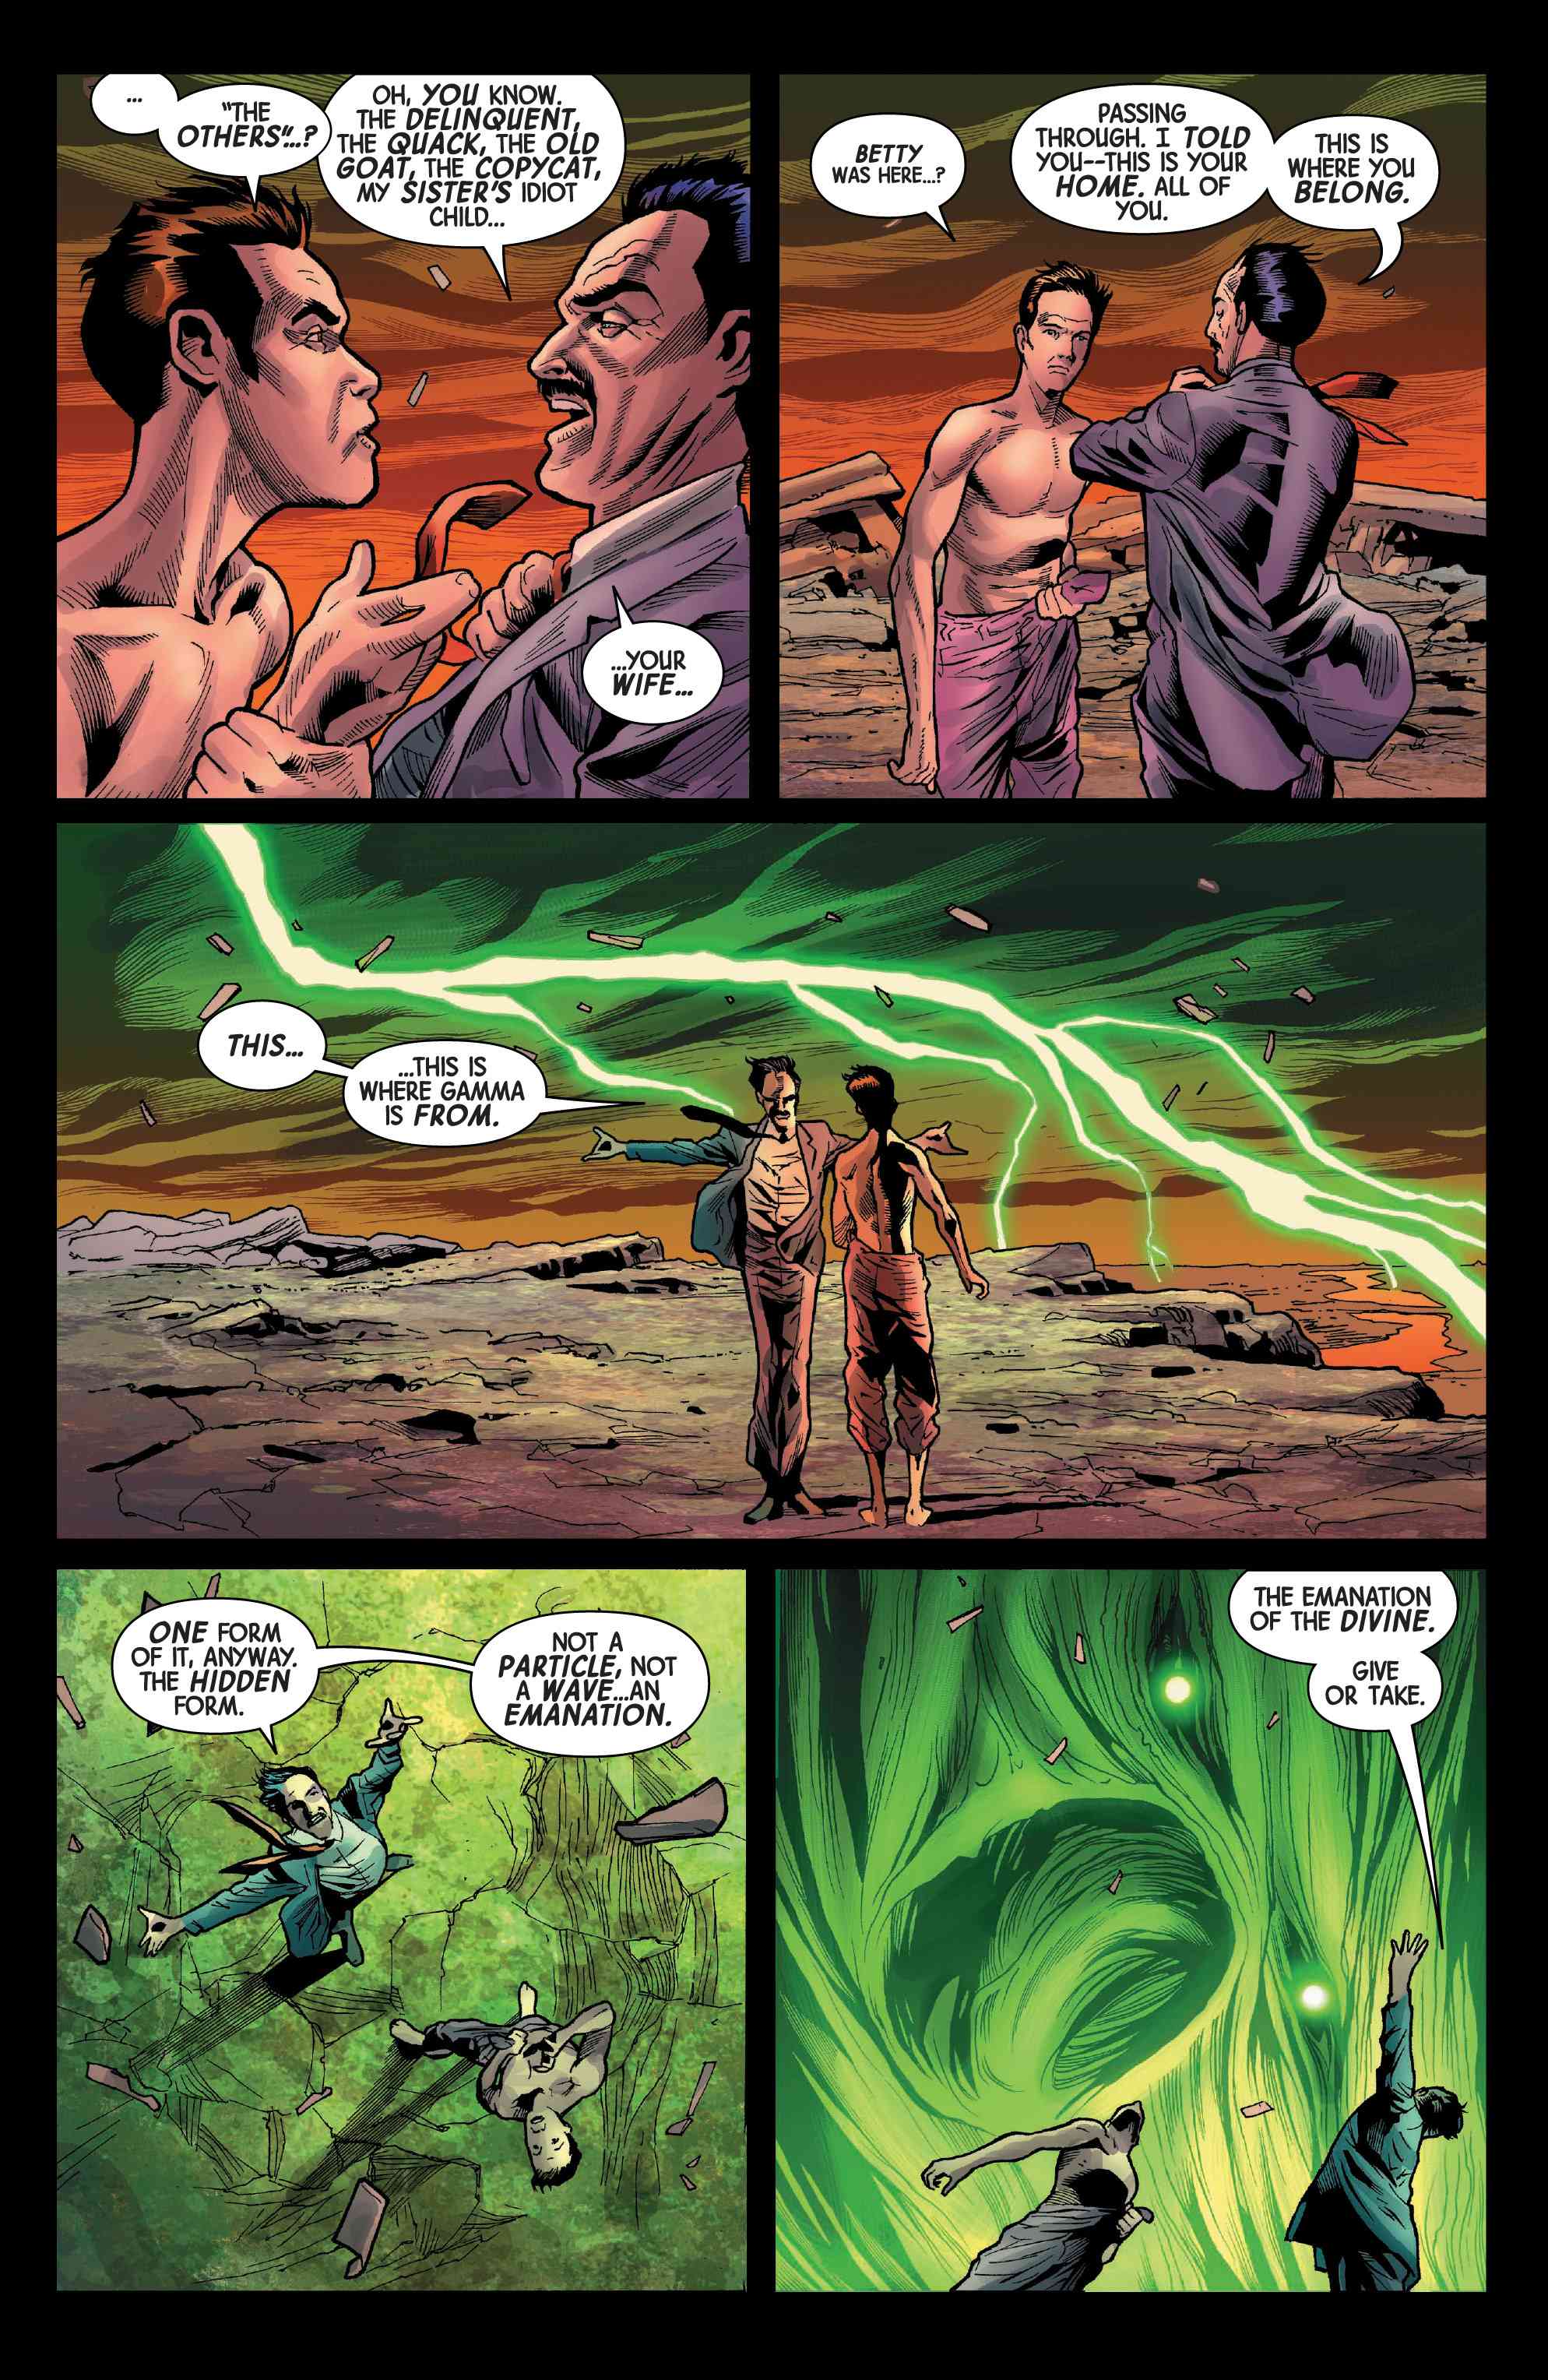 ...
"THE
OTHERS"...?
OH, YOU KNOW.
THE DELINQUENT,
THE QUACK, THE OLD
GOAT, THE COPYCAT,
MY SISTER'S IDIOT
CHILD...
...YOUR
WIFE...
BETTY
WAS HERE...?
PASSING
THROUGH. I TOLD
YOU--THIS IS YOUR
HOME. ALL OF
YOU.
THIS IS
WHERE YOU
BELONG.
THIS...
...THIS IS
WHERE GAMMA
IS FROM.
ONE FORM
OF IT, ANYWAY.
THE HIDDEN
FORM.
NOT A
PARTICLE, NOT
A WAVE...AN
EMANATION.
THE EMANATION
OF THE DIVINE.
GIVE
OR TAKE.